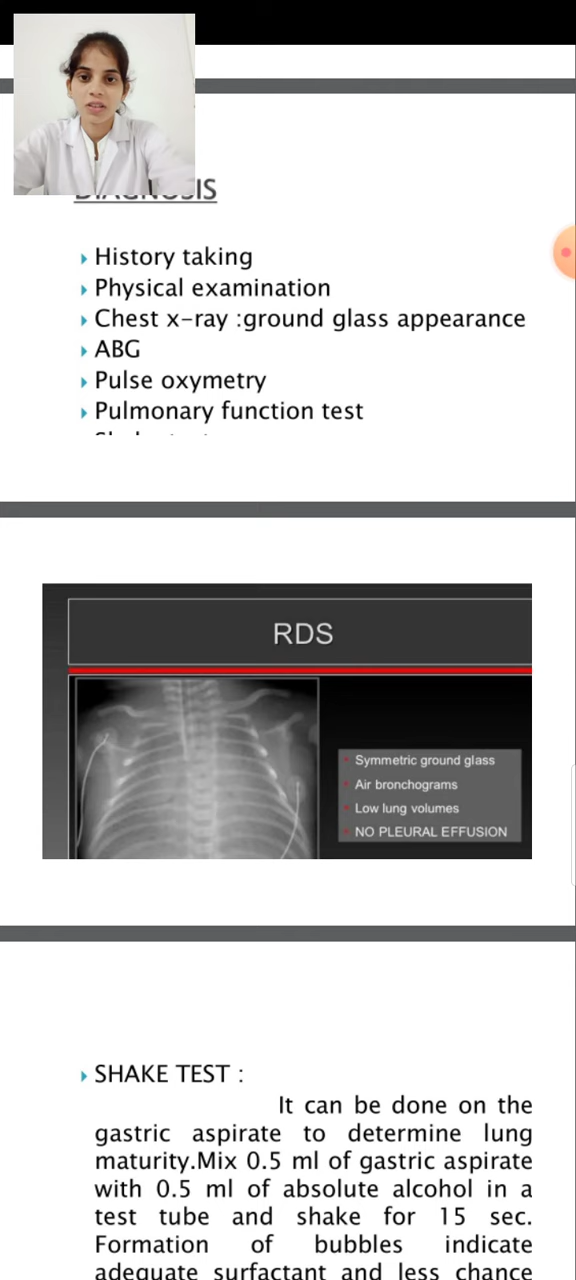 DIAGNOSIS
History taking
Physical examination
Chest x-ray :ground glass appearance
ABG
Pulse oxymetry
Pulmonary function test
RDS
Symmetric ground glass
Air bronchograms
Low lung volumes
NO PLEURAL EFFUSION
SHAKE TEST :
It can be done on the
gastric aspirate to determine lung
maturity.Mix 0.5 ml of gastric aspirate
with 0.5 ml of absolute alcohol in a
test tube and shake for 15 sec.
Formation of bubbles indicate
adequate surfactant and less chance